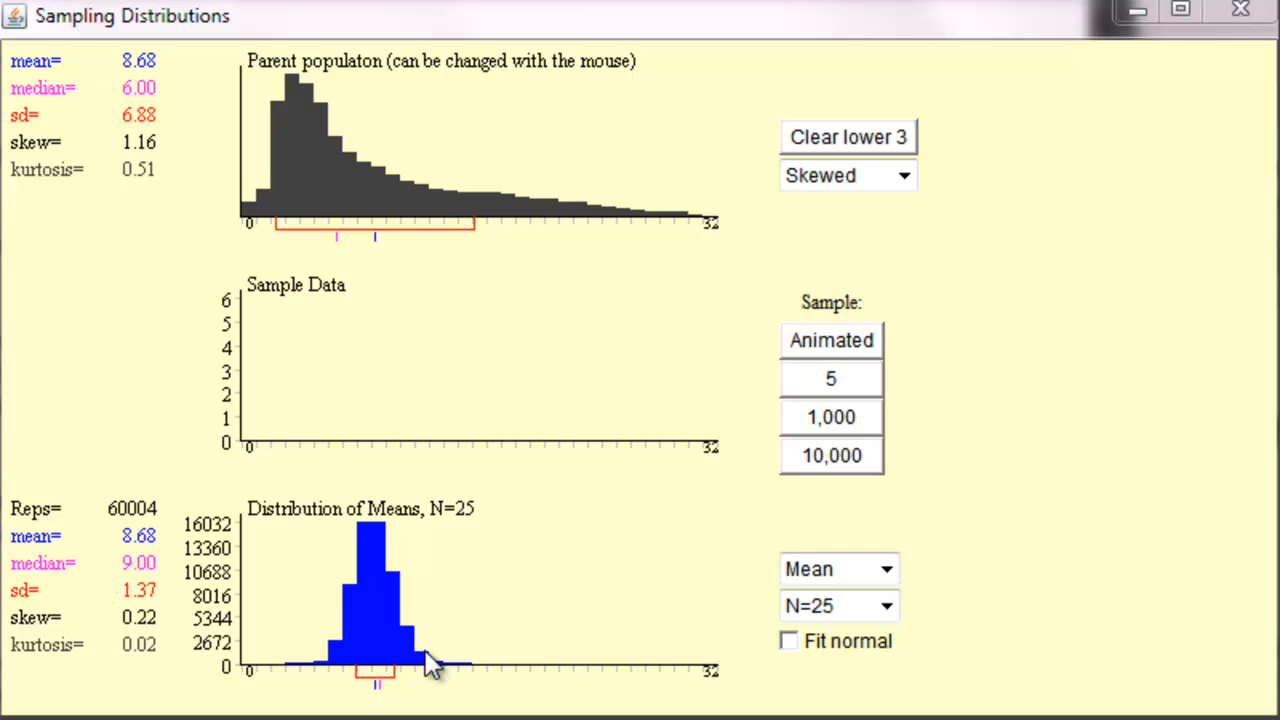 Sampling Distributions
mean= 8.68
median= 6.00
sd= 6.88
skew= 1.16
kurtosis= 0.51
Parent populaton (can be changed with the mouse)
0 32
Clear lower 3
Skewed
Sample Data
6
5
4
3
2
1
0
0 32
Sample:
Animated
5
1,000
10,000
Reps= 60004
mean= 8.68
median= 9.00
sd= 1.37
skew= 0.22
kurtosis= 0.02
Distribution of Means, N=25
16032
13360
10688
8016
5344
2672
0
0 32
Mean
N=25
Fit normal